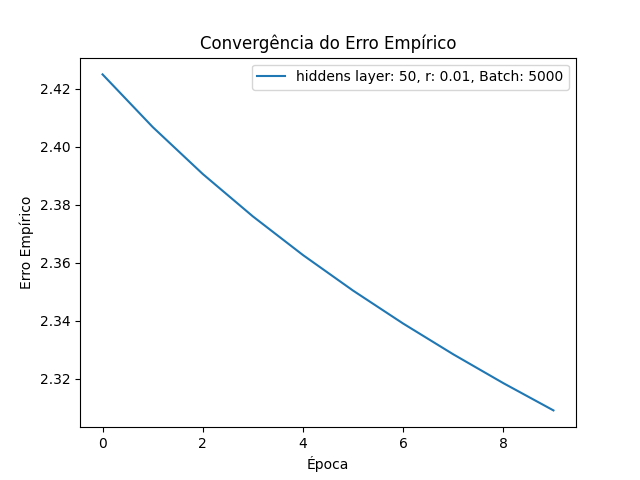 Convergência do Erro Empírico
hiddens layer: 50, r: 0.01, Batch: 5000
Erro Empírico
2.42
2.40
2.38
2.36
2.34
2.32
0 2 4 6 8
Época